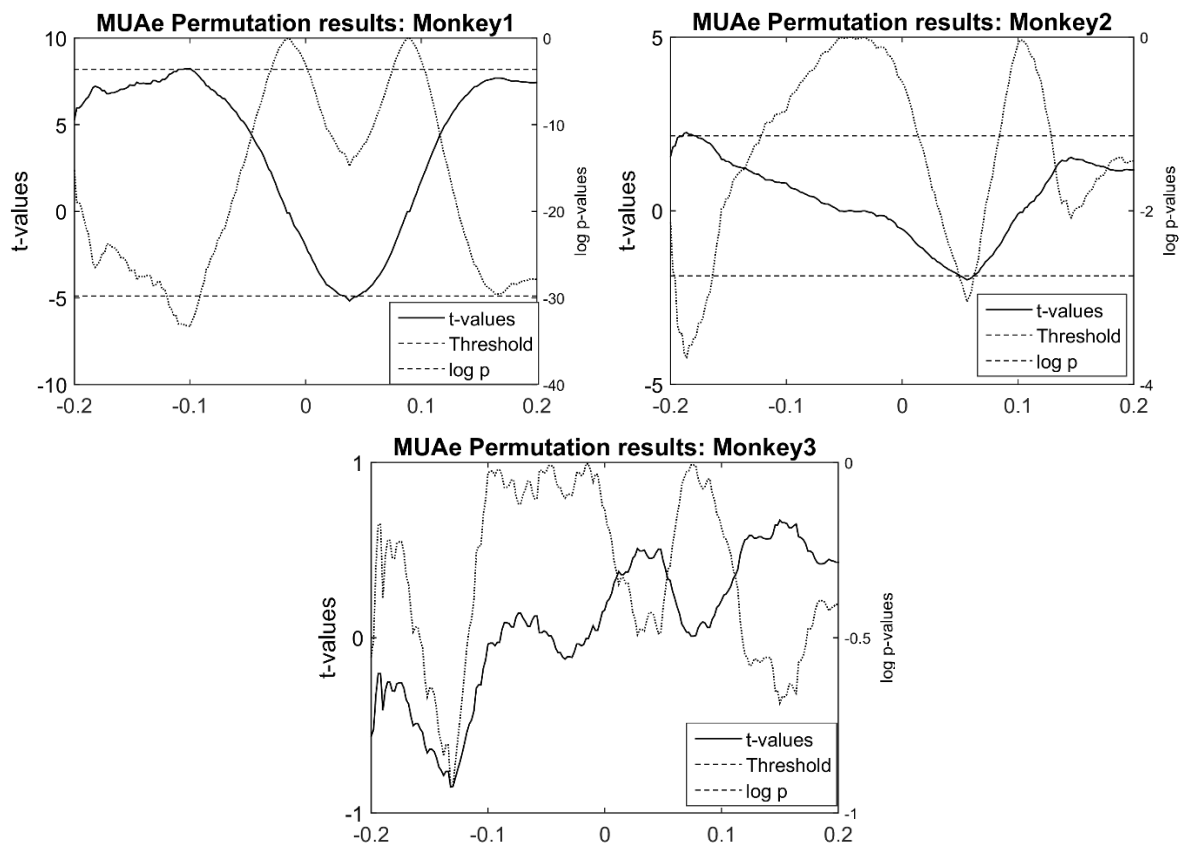 MUAe Permutation results: Monkey1
10
5
0
-5
-10
t-values
0
-10
-20
-30
-40
log p-values
t-values
Threshold
log p
-0.2
-0.1
0
0.1
0.2
MUAe Permutation results: Monkey2
5
0
-5
t-values
0
-2
-4
log p-values
t-values
Threshold
log p
-0.2
-0.1
0
0.1
0.2
MUAe Permutation results: Monkey3
1
0
-1
t-values
0
-0.5
-1
log p-values
t-values
Threshold
log p
-0.2
-0.1
0
0.1
0.2